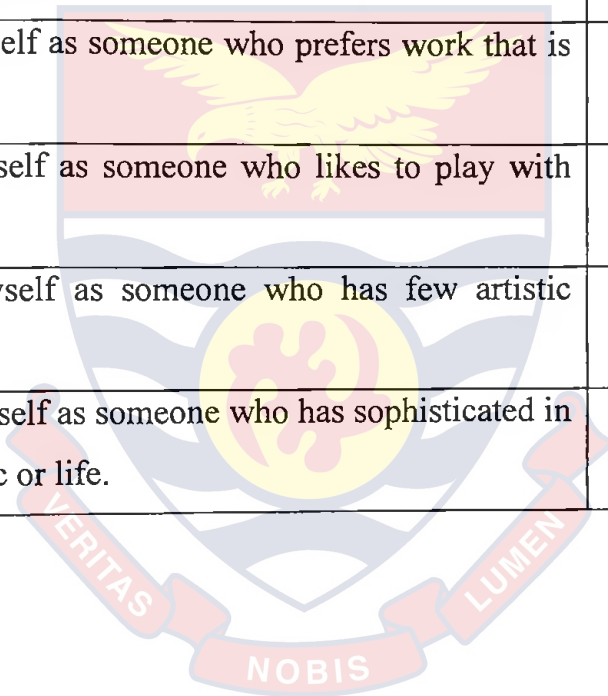 elf as someone who prefers work that is
self as someone who likes to play with
yself as someone who has few artistic
self as someone who has sophisticated in
c or life.
VERITAS
NOBIS
LUMEN